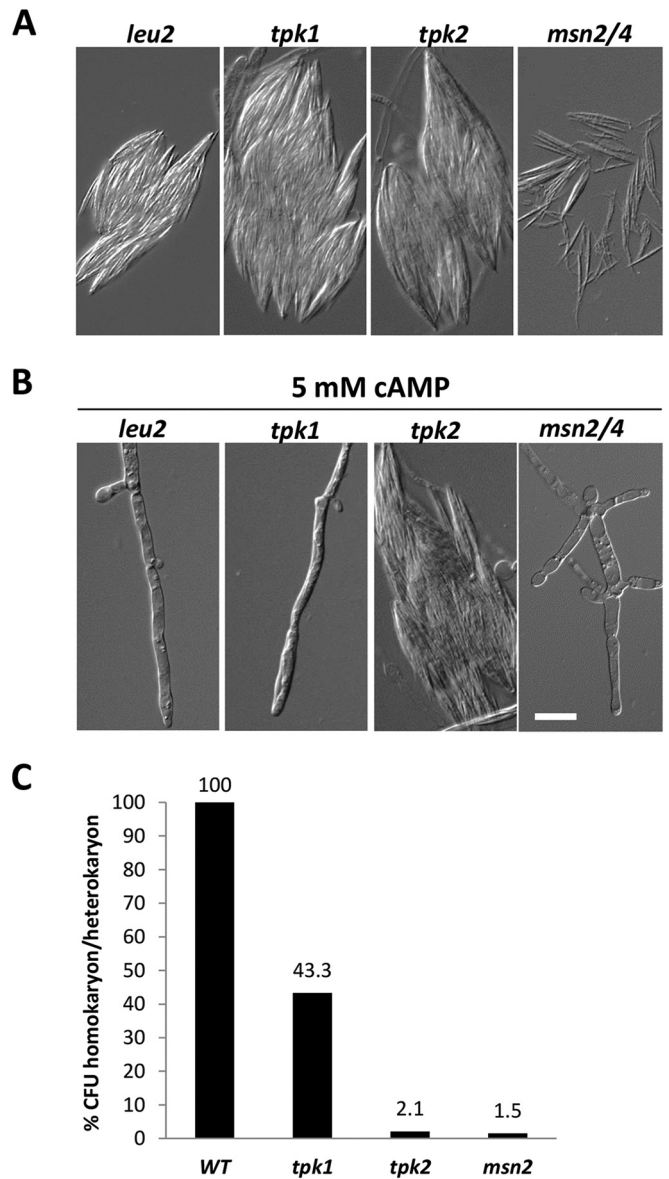 A
leu2 tpk1 tpk2 msn2/4
B
5 mM cAMP
leu2 tpk1 tpk2 msn2/4
C
% CFU homokaryon/heterokaryon
100
90
80
70
60
50
40
30
20
10
0
100
43.3
2.1
1.5
WT tpk1 tpk2 msn2